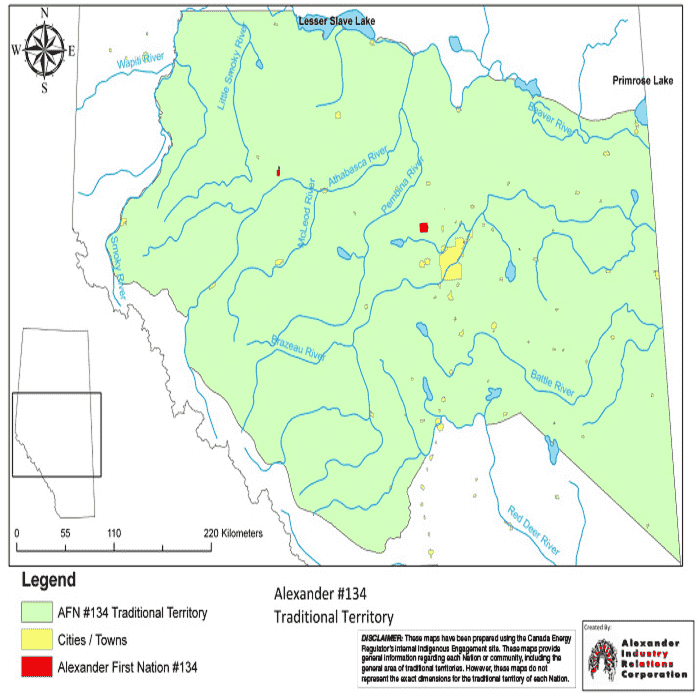 N
W E
S
Lesser Slave Lake
Primrose Lake
Wapiti River
Little Smoky River
Beaver River
Athabasca River
Pembina River
McLeod River
Smoky River
Brazeau River
Battle River
Red Deer River
0 55 110 220 Kilometers
Legend
AFN #134 Traditional Territory
Cities / Towns
Alexander First Nation #134
Alexander #134
Traditional Territory
DISCLAIMER: These maps have been prepared using the Canada Energy
Regulator's internal Indigenous Engagement site. These maps provide
general information regarding each Nation or community, including the
general area of traditional territories. However, these maps do not
represent the exact dimensions for the traditional territory of each Nation.
Created By:
Alexander
Industry
Relations
Corporation